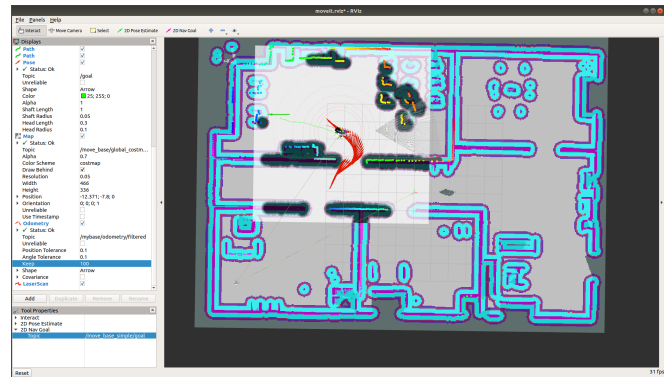 moveit.rviz* - RViz
File Panels Help
Interact Move Camera Select 2D Pose Estimate 2D Nav Goal
Displays
Path
Path
Pose
Status: Ok
Topic /goal
Unreliable
Shape Arrow
Color 25; 255; 0
Alpha 1
Shaft Length 1
Shaft Radius 0.05
Head Length 0.3
Head Radius 0.1
Map
Status: Ok
Topic /move_base/global_costm...
Alpha 0.7
Color Scheme costmap
Draw Behind
Resolution 0.05
Width 466
Height 336
Position -12.371; -7.8; 0
Orientation 0; 0; 0; 1
Unreliable
Use Timestamp
Odometry
Status: Ok
Topic /mybase/odometry/filtered
Unreliable
Position Tolerance 0.1
Angle Tolerance 0.1
Keep 100
Shape Arrow
Covariance
LaserScan
Add Duplicate Remove Rename
Tool Properties
Interact
2D Pose Estimate
2D Nav Goal
Topic /move_base_simple/goal
Reset
31 fps